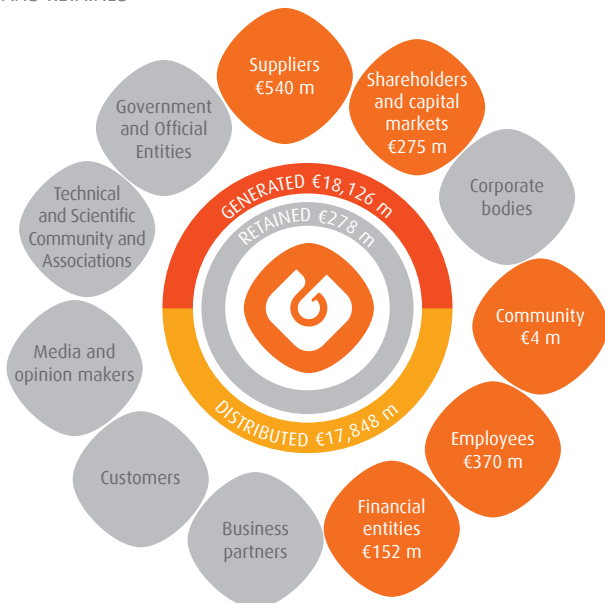 Suppliers
€540 m
Shareholders
and capital
markets
€275 m
Corporate
bodies
Community
€4 m
Employees
€370 m
Financial
entities
€152 m
Business
partners
Customers
Media and
opinion makers
Technical
and Scientific
Community and
Associations
Government
and Official
Entities
GENERATED €18,126 m
RETAINED €278 m
DISTRIBUTED €17,848 m